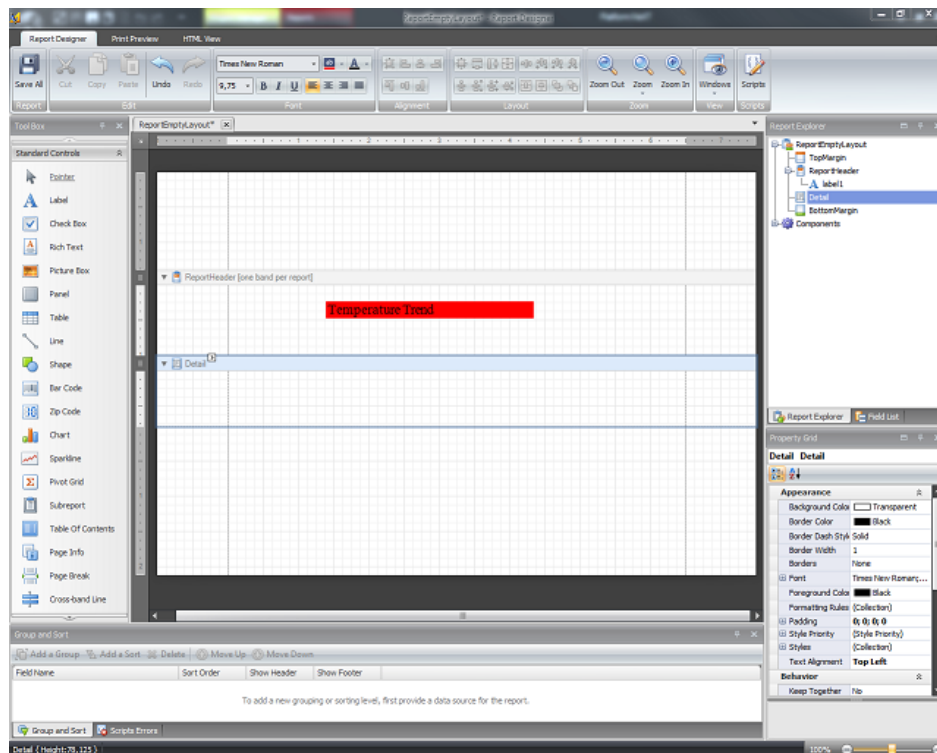 ReportEmptyLayout - Report Designer
Report Designer Print Preview HTML View
Save All Cut Copy Paste Undo Redo Times New Roman 9,75 B I U Zoom Out Zoom Zoom In Windows Scripts
Report Edit Font Alignment Layout Zoom View Scripts
Tool Box
Standard Controls
Pointer
Label
Check Box
Rich Text
Picture Box
Panel
Table
Line
Shape
Bar Code
Zip Code
Chart
Sparkline
Pivot Grid
Subreport
Table Of Contents
Page Info
Page Break
Cross-band Line
ReportEmptyLayout*
ReportHeader [one band per report]
Temperature Trend
Detail
Report Explorer
ReportEmptyLayout
TopMargin
ReportHeader
label1
Detail
BottomMargin
Components
Report Explorer Field List
Property Grid
Detail Detail
Appearance
Background Color Transparent
Border Color Black
Border Dash Style Solid
Border Width 1
Borders None
Font Times New Roman;...
Foreground Color Black
Formatting Rules (Collection)
Padding 0; 0; 0; 0
Style Priority (Style Priority)
Styles (Collection)
Text Alignment Top Left
Behavior
Keep Together No
Group and Sort
Add a Group Add a Sort Delete Move Up Move Down
Field Name Sort Order Show Header Show Footer
To add a new grouping or sorting level, first provide a data source for the report.
Group and Sort Scripts Errors
Detail { Height:78.125 } 100%